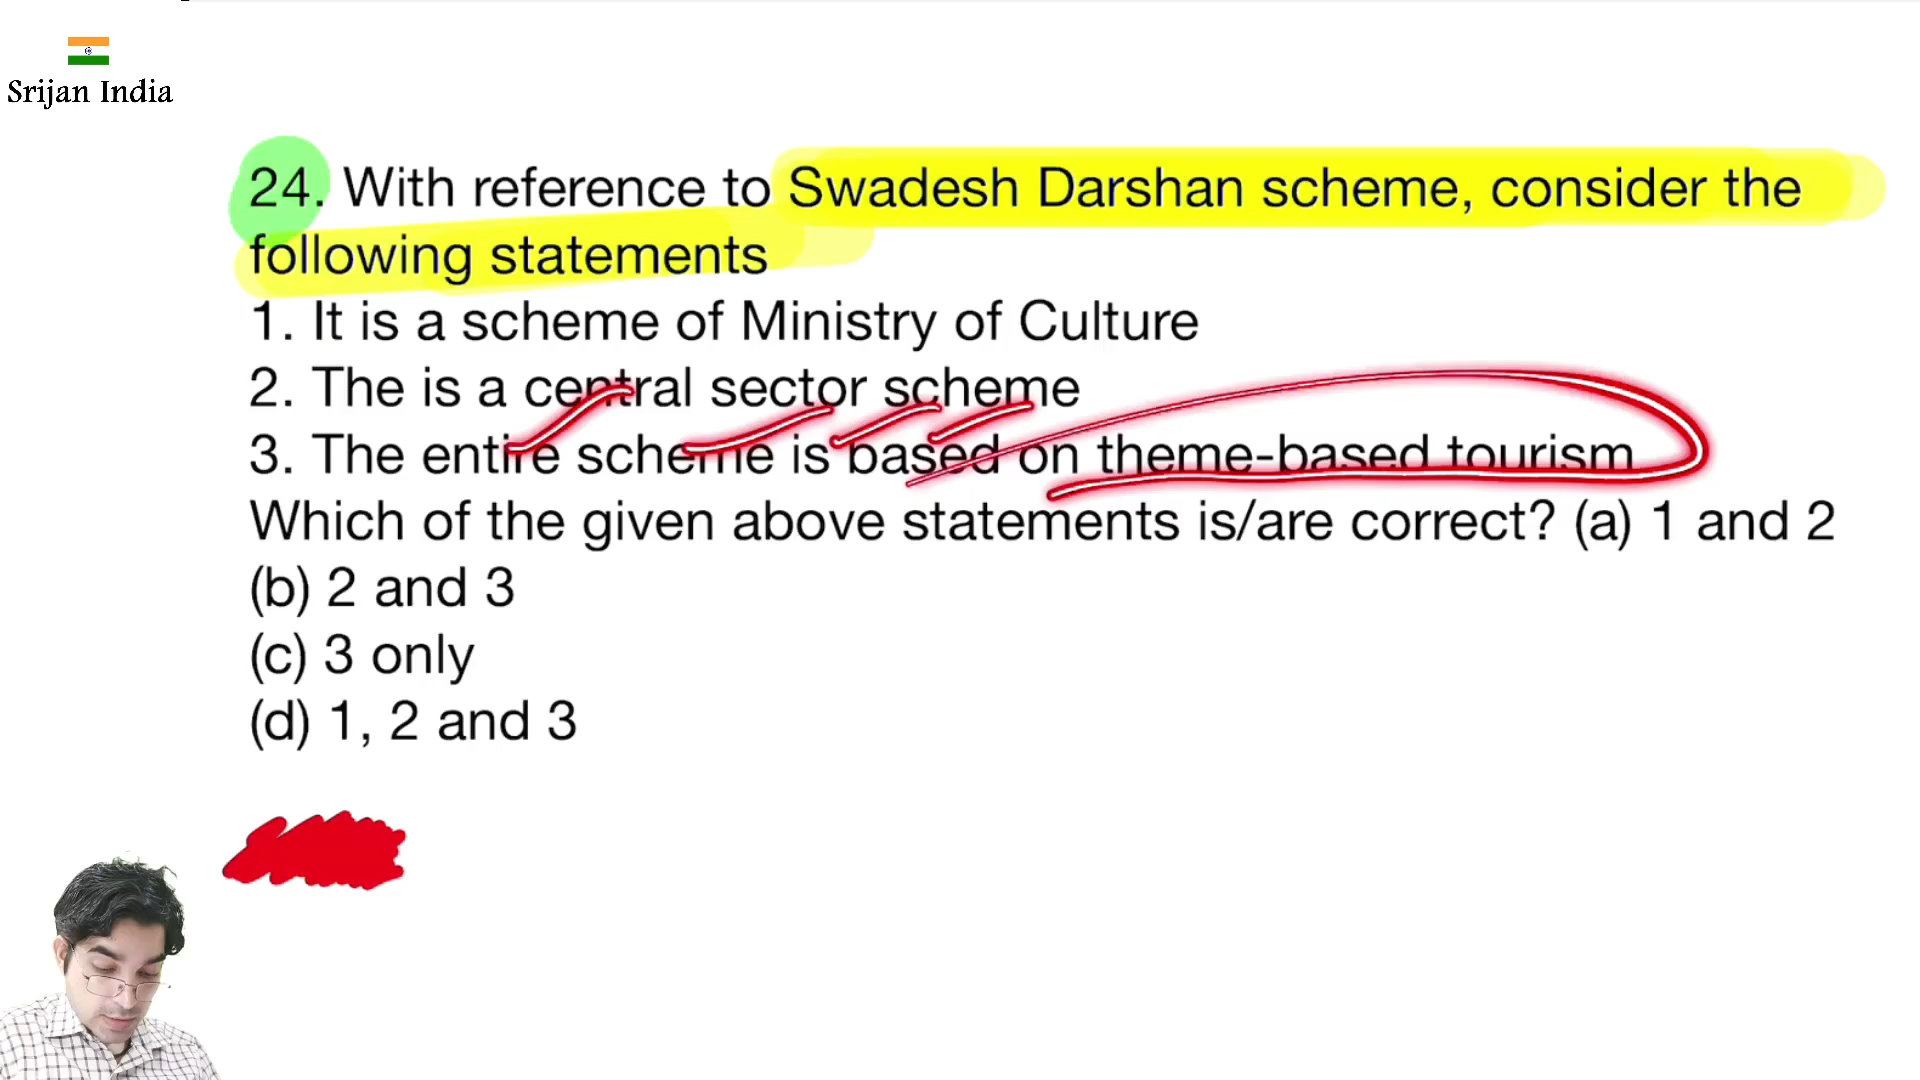 Srijan India
24. With reference to Swadesh Darshan scheme, consider the
following statements
1. It is a scheme of Ministry of Culture
2. The is a central sector scheme
3. The entire scheme is based on theme-based tourism
Which of the given above statements is/are correct? (a) 1 and 2
(b) 2 and 3
(c) 3 only
(d) 1, 2 and 3